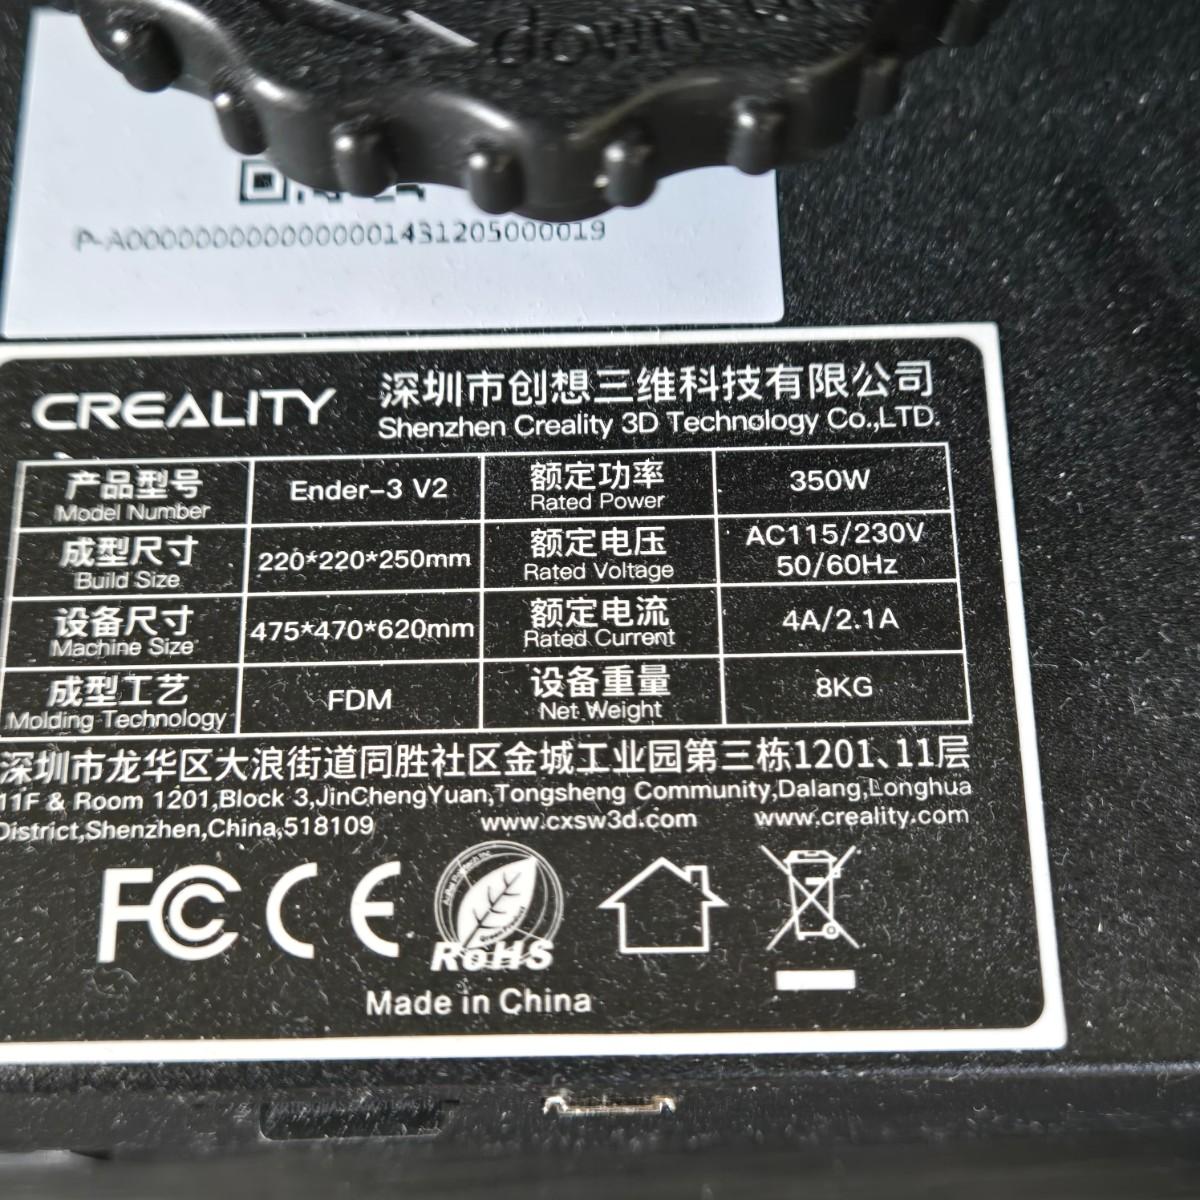 down
P-A0000000000000001431205000019
CREALITY
深圳市创想三维科技有限公司
Shenzhen Creality 3D Technology Co.,LTD.
产品型号 Ender-3 V2 额定功率 350W
Model Number Rated Power
成型尺寸 220*220*250mm 额定电压 AC115/230V
Build Size Rated Voltage 50/60Hz
设备尺寸 475*470*620mm 额定电流 4A/2.1A
Machine Size Rated Current
成型工艺 FDM 设备重量 8KG
Molding Technology Net Weight
深圳市龙华区大浪街道同胜社区金城工业园第三栋1201、11层
11F & Room 1201,Block 3,JinChengYuan,Tongsheng Community,Dalang,Longhua
District,Shenzhen,China,518109 www.cxsw3d.com www.creality.com
FC CE RoHS
Made in China